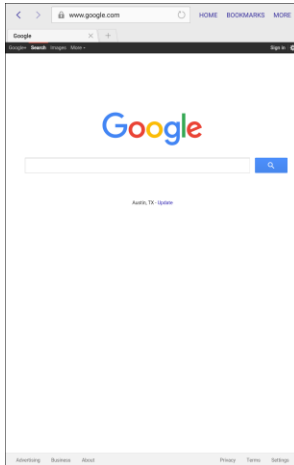 www.google.com HOME BOOKMARKS MORE
Google
Google+ Search Images More Sign in
Google
Austin, TX - Update
Advertising Business About Privacy Terms Settings